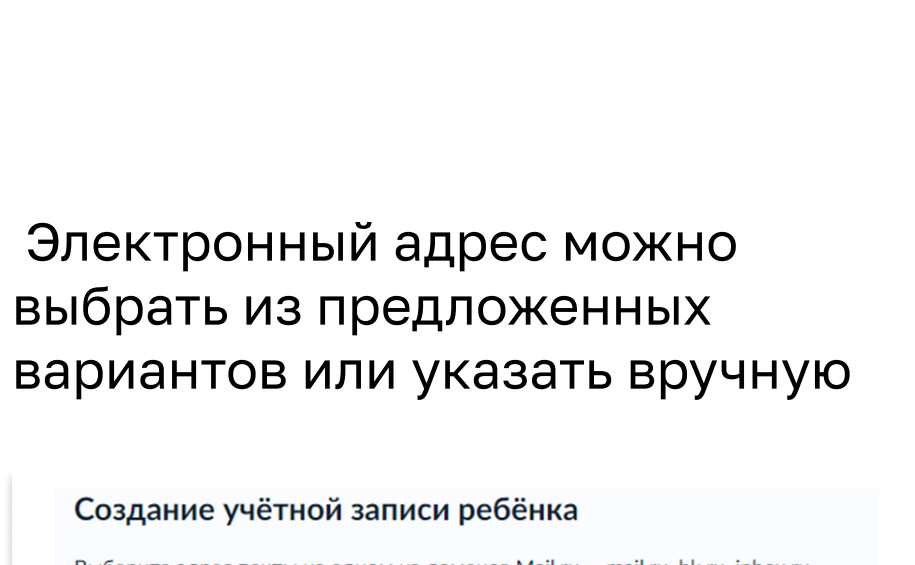 Электронный адрес можно
выбрать из предложенных
вариантов или указать вручную
Создание учётной записи ребёнка